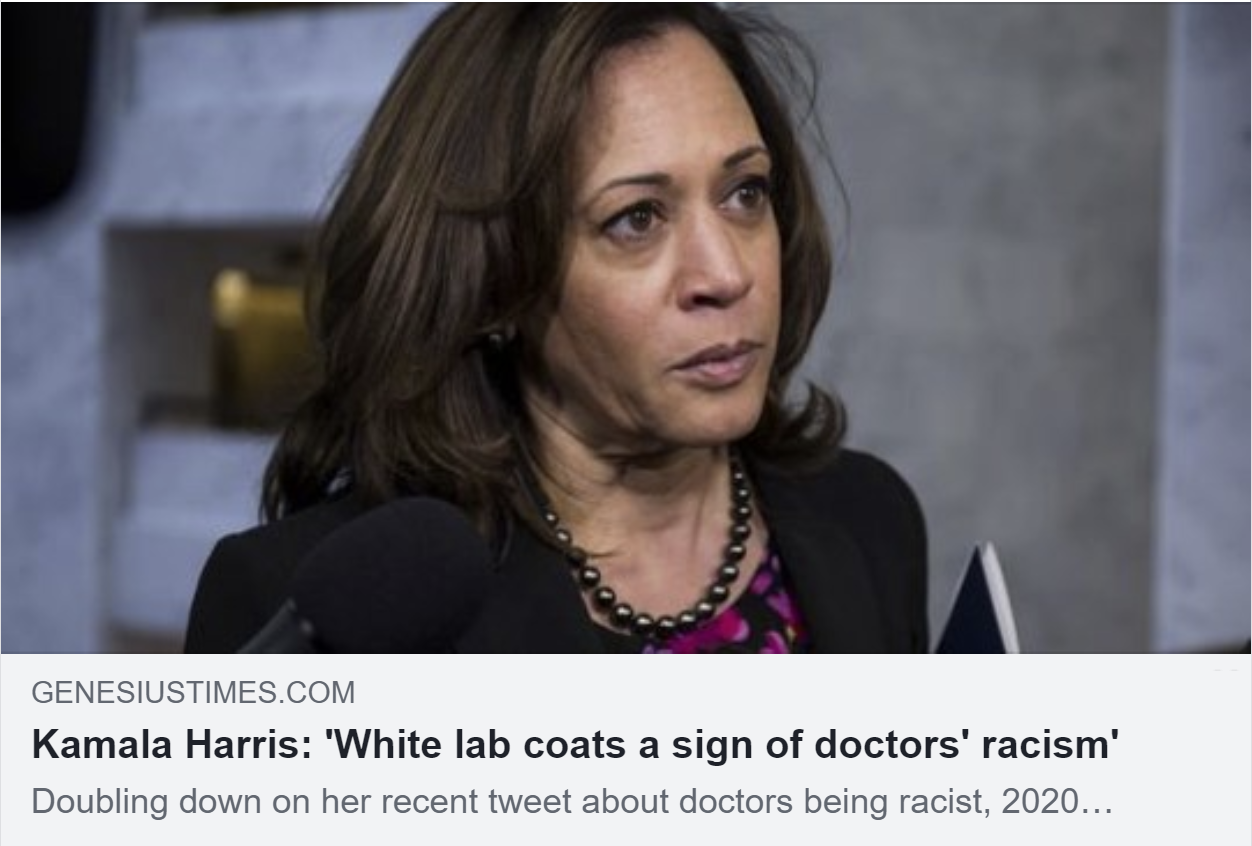 GENESIUSTIMES.COM
Kamala Harris: 'White lab coats a sign of doctors' racism'
Doubling down on her recent tweet about doctors being racist, 2020…